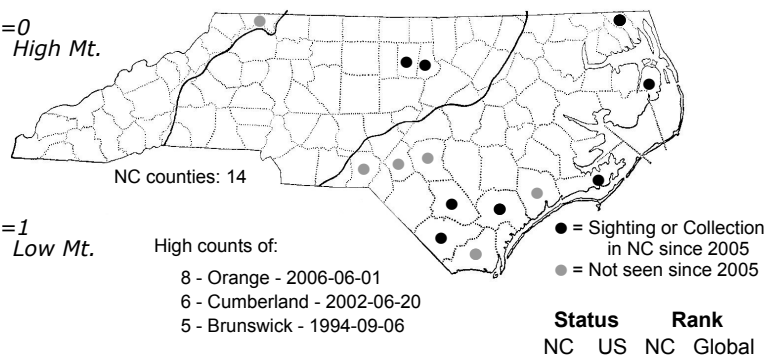 =0
High Mt.
NC counties: 14
=1
Low Mt.
High counts of:
8 - Orange - 2006-06-01
6 - Cumberland - 2002-06-20
5 - Brunswick - 1994-09-06
● = Sighting or Collection
in NC since 2005
● = Not seen since 2005
Status Rank
NC US NC Global